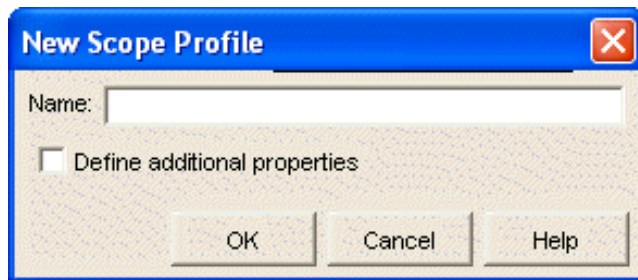 New Scope Profile
Name:
Define additional properties
OK Cancel Help